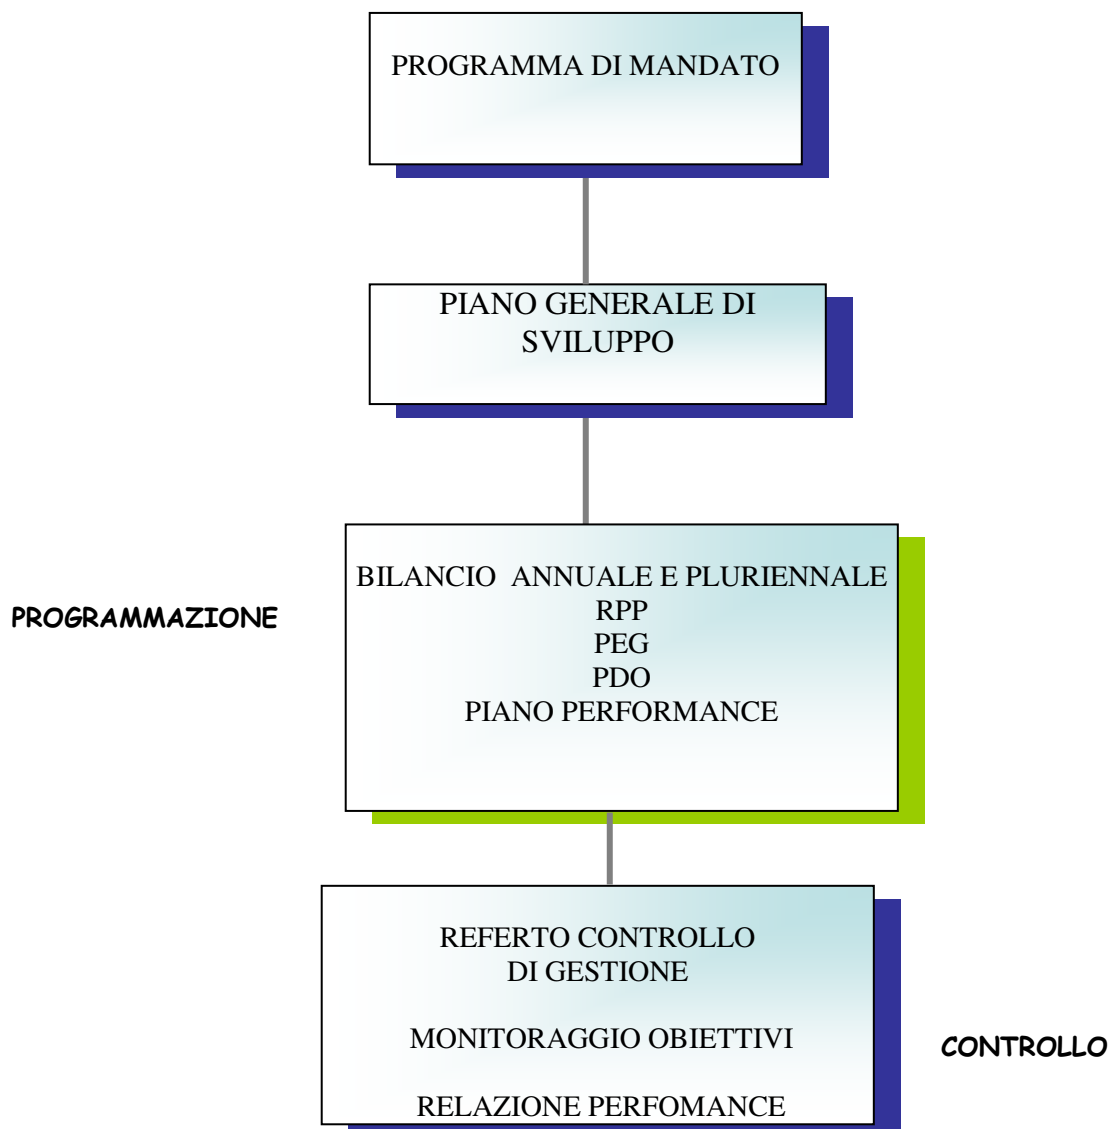 PROGRAMMA DI MANDATO
PIANO GENERALE DI
SVILUPPO
BILANCIO ANNUALE E PLURIENNALE
RPP
PEG
PDO
PIANO PERFORMANCE
PROGRAMMAZIONE
REFERTO CONTROLLO
DI GESTIONE
MONITORAGGIO OBIETTIVI
RELAZIONE PERFOMANCE
CONTROLLO